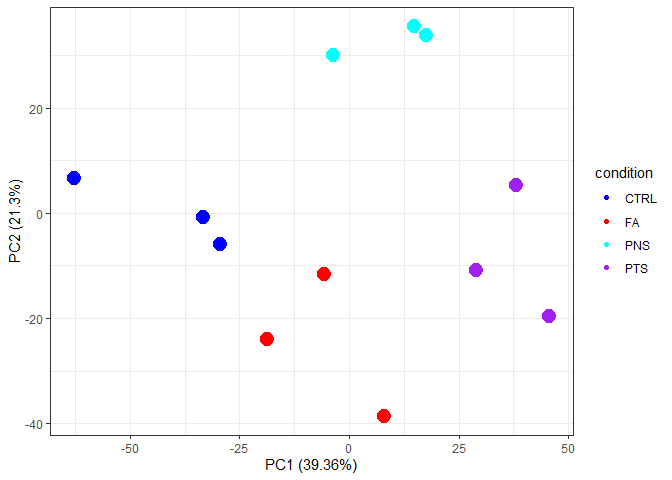 20
0
-20
-40
PC2 (21.3%)
-50
-25
0
25
50
PC1 (39.36%)
condition
CTRL
FA
PNS
PTS